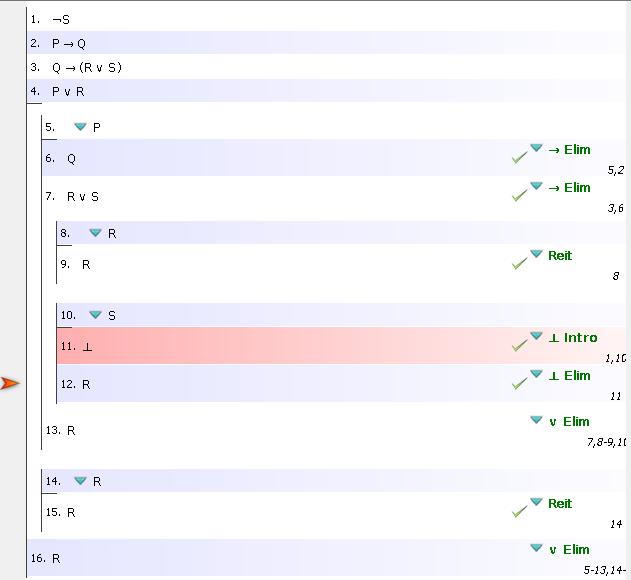 1. ¬S
2. P → Q
3. Q → (R ∨ S)
4. P ∨ R
5. P
6. Q → Elim
5,2
7. R ∨ S → Elim
3,6
8. R
9. R Reit
8
10. S
11. ⊥ ⊥ Intro
1,10
12. R ⊥ Elim
11
13. R ∨ Elim
7,8-9,10
14. R
15. R Reit
14
16. R ∨ Elim
5-13,14-